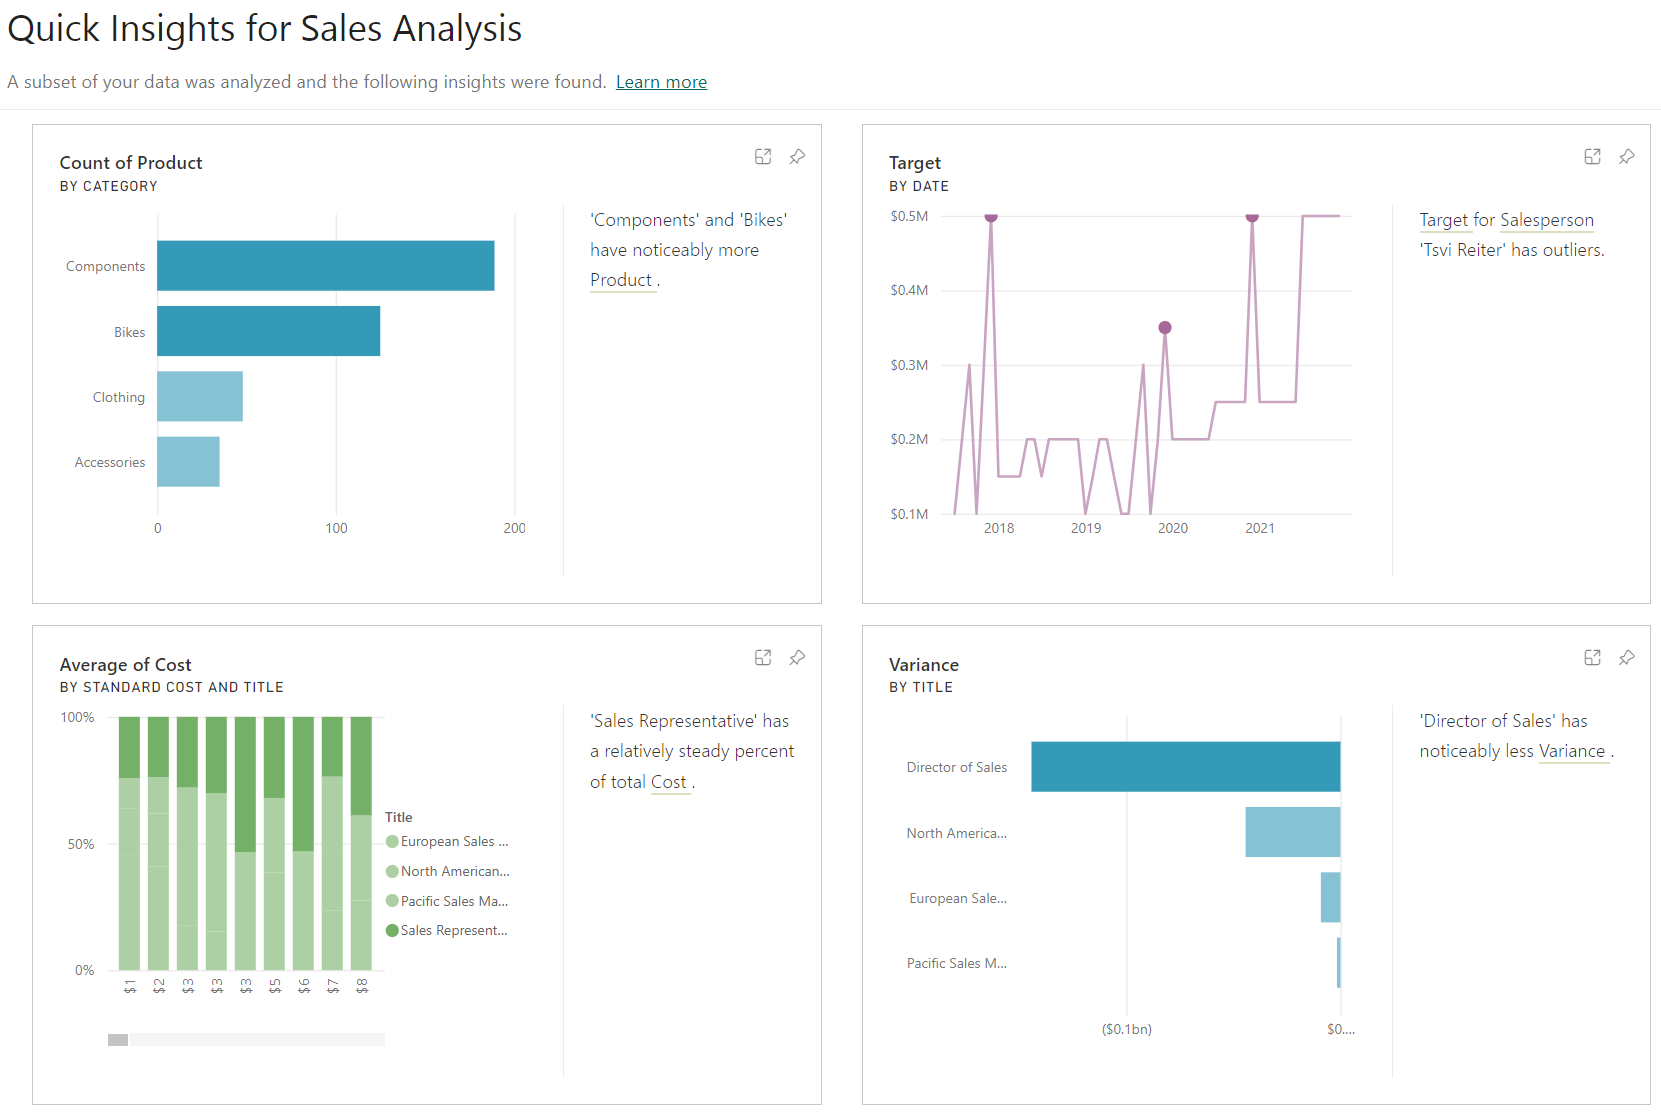 Quick Insights for Sales Analysis
A subset of your data was analyzed and the following insights were found. Learn more
Count of Product
BY CATEGORY
Components
Bikes
Clothing
Accessories
0 100 200
'Components' and 'Bikes'
have noticeably more
Product .
Target
BY DATE
$0.5M
$0.4M
$0.3M
$0.2M
$0.1M
2018 2019 2020 2021
Target for Salesperson
'Tsvi Reiter' has outliers.
Average of Cost
BY STANDARD COST AND TITLE
100%
50%
0%
$1 $2 $3 $3 $3 $5 $6 $7 $8
Title
European Sales ...
North American...
Pacific Sales Ma...
Sales Represent...
'Sales Representative' has
a relatively steady percent
of total Cost .
Variance
BY TITLE
Director of Sales
North America...
European Sale...
Pacific Sales M...
($0.1bn) $0....
'Director of Sales' has
noticeably less Variance .